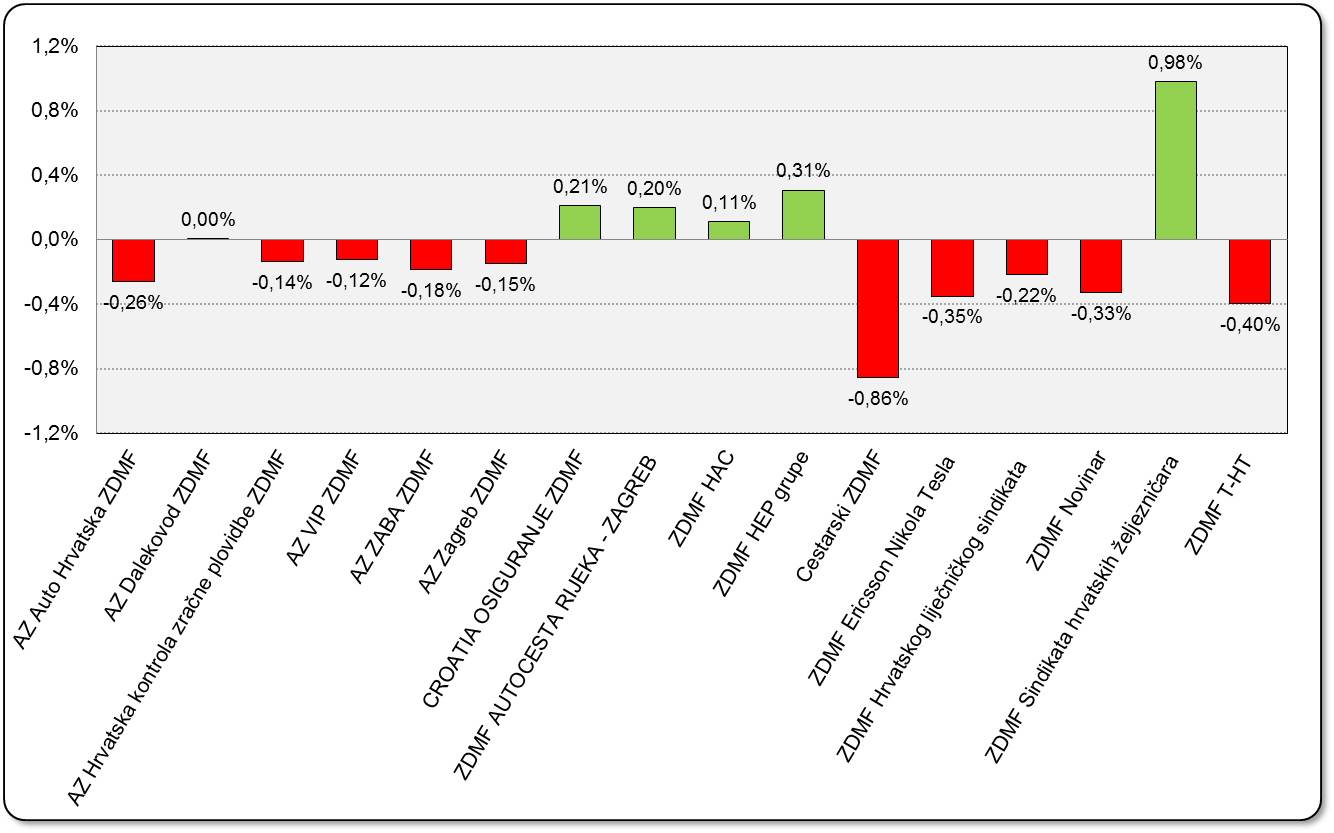 1,2%
0,8%
0,4%
0,0%
-0,4%
-0,8%
-1,2%
-0,26%
0,00%
-0,14%
-0,12%
-0,18%
-0,15%
0,21%
0,20%
0,11%
0,31%
-0,86%
-0,35%
-0,22%
-0,33%
0,98%
-0,40%
AZ Auto Hrvatska ZDMF
AZ Dalekovod ZDMF
AZ Hrvatska kontrola zračne plovidbe ZDMF
AZ VIP ZDMF
AZ ZABA ZDMF
AZ Zagreb ZDMF
CROATIA OSIGURANJE ZDMF
ZDMF AUTOCESTA RIJEKA - ZAGREB
ZDMF HAC
ZDMF HEP grupe
Cestarski ZDMF
ZDMF Ericsson Nikola Tesla
ZDMF Hrvatskog liječničkog sindikata
ZDMF Novinar
ZDMF Sindikata hrvatskih željezničara
ZDMF T-HT